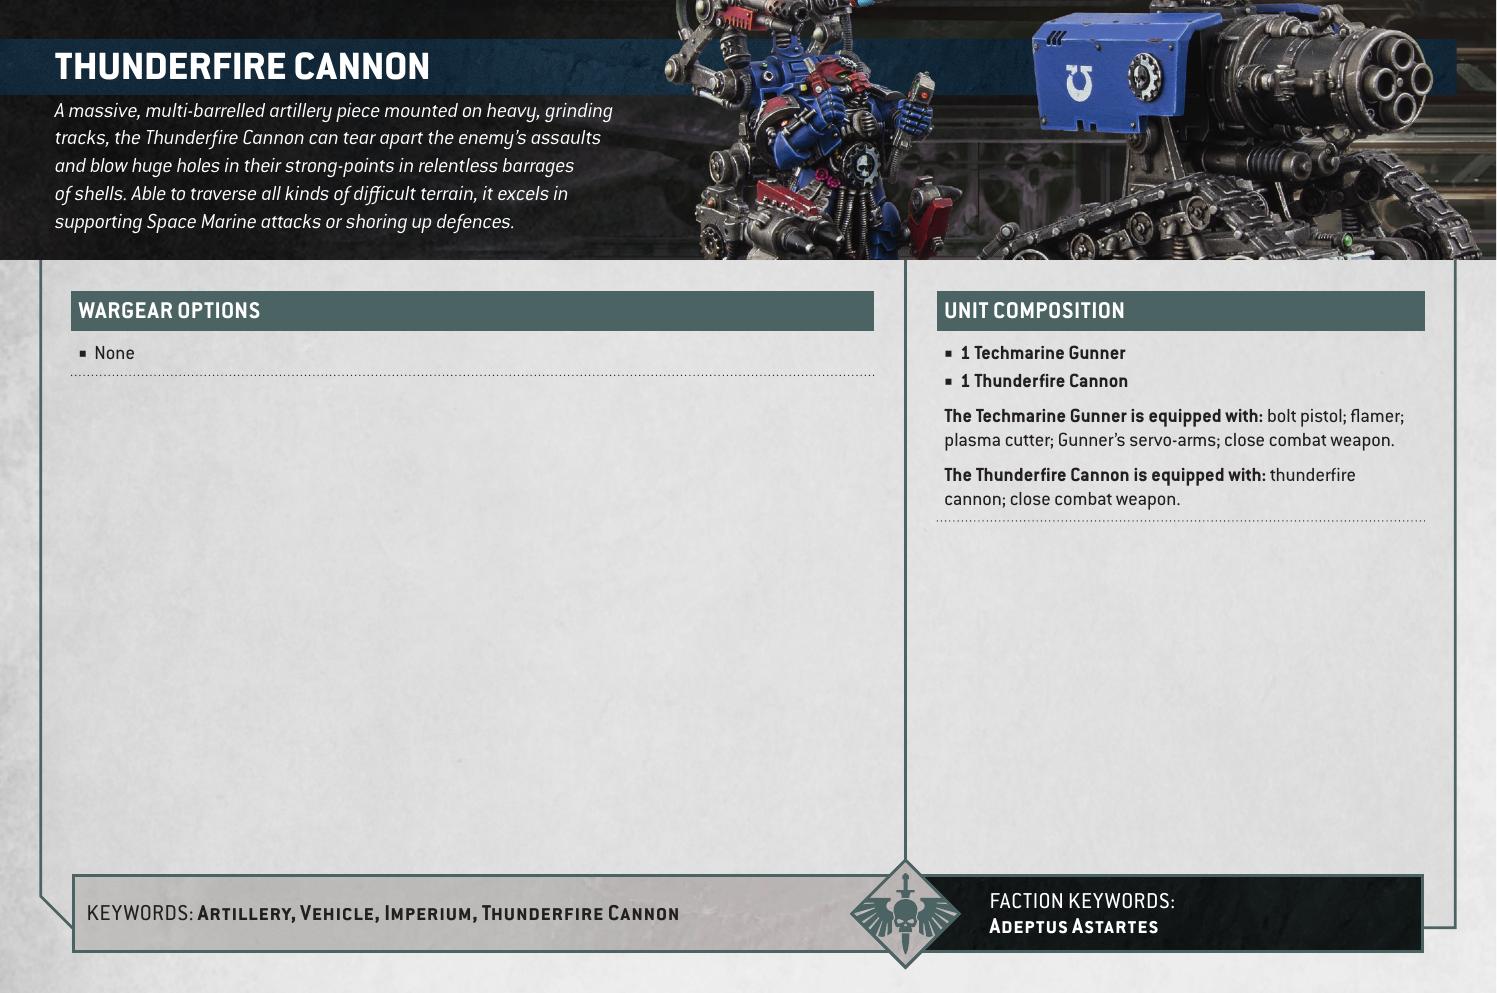 THUNDERFIRE CANNON
A massive, multi-barrelled artillery piece mounted on heavy, grinding
tracks, the Thunderfire Cannon can tear apart the enemy’s assaults
and blow huge holes in their strong-points in relentless barrages
of shells. Able to traverse all kinds of difficult terrain, it excels in
supporting Space Marine attacks or shoring up defences.
WARGEAR OPTIONS
■ None
UNIT COMPOSITION
■ 1 Techmarine Gunner
■ 1 Thunderfire Cannon
The Techmarine Gunner is equipped with: bolt pistol; flamer;
plasma cutter; Gunner’s servo-arms; close combat weapon.
The Thunderfire Cannon is equipped with: thunderfire
cannon; close combat weapon.
KEYWORDS: Artillery, Vehicle, Imperium, Thunderfire Cannon
FACTION KEYWORDS:
Adeptus Astartes